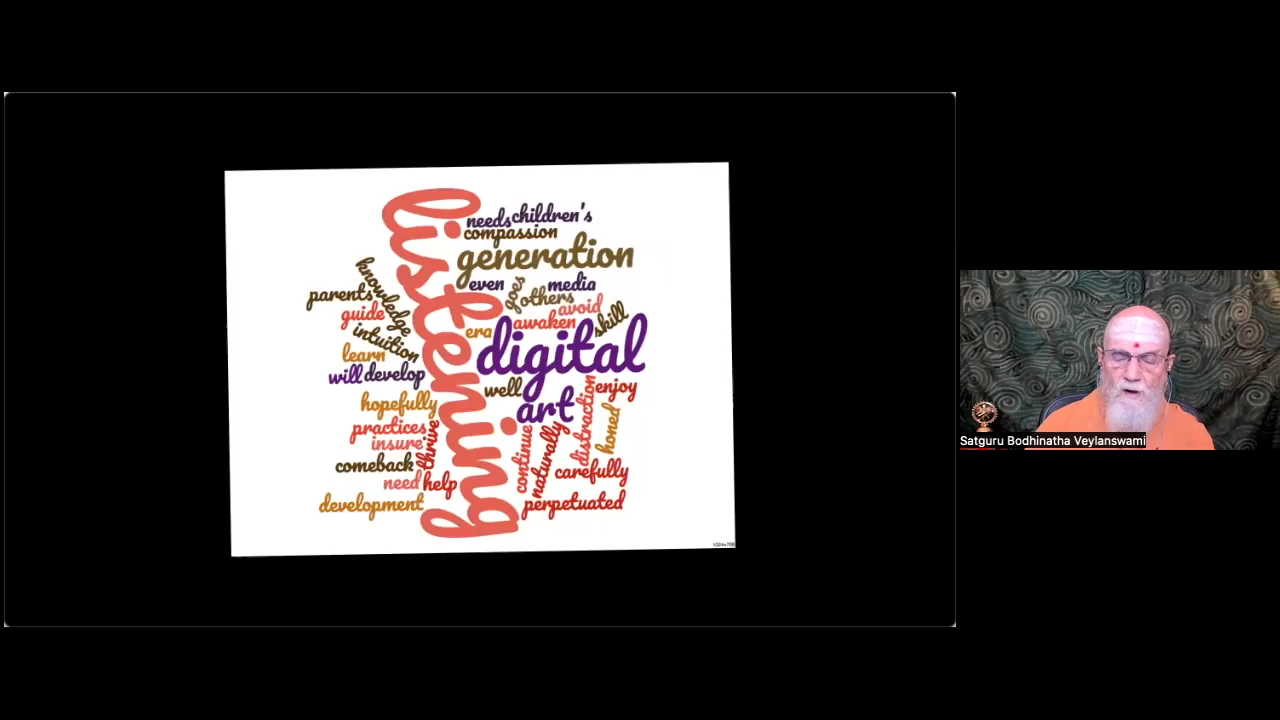 listening
needs
children's
compassion
generation
even
goes
media
others
avoid
era
awaken
skill
digital
knowledge
parents
guide
intuition
learn
will
develop
well
enjoy
art
hopefully
practices
insure
thrive
comeback
need
help
development
continue
naturally
distraction
honed
carefully
perpetuated
1024x768
Satguru Bodhinatha Veylanswami